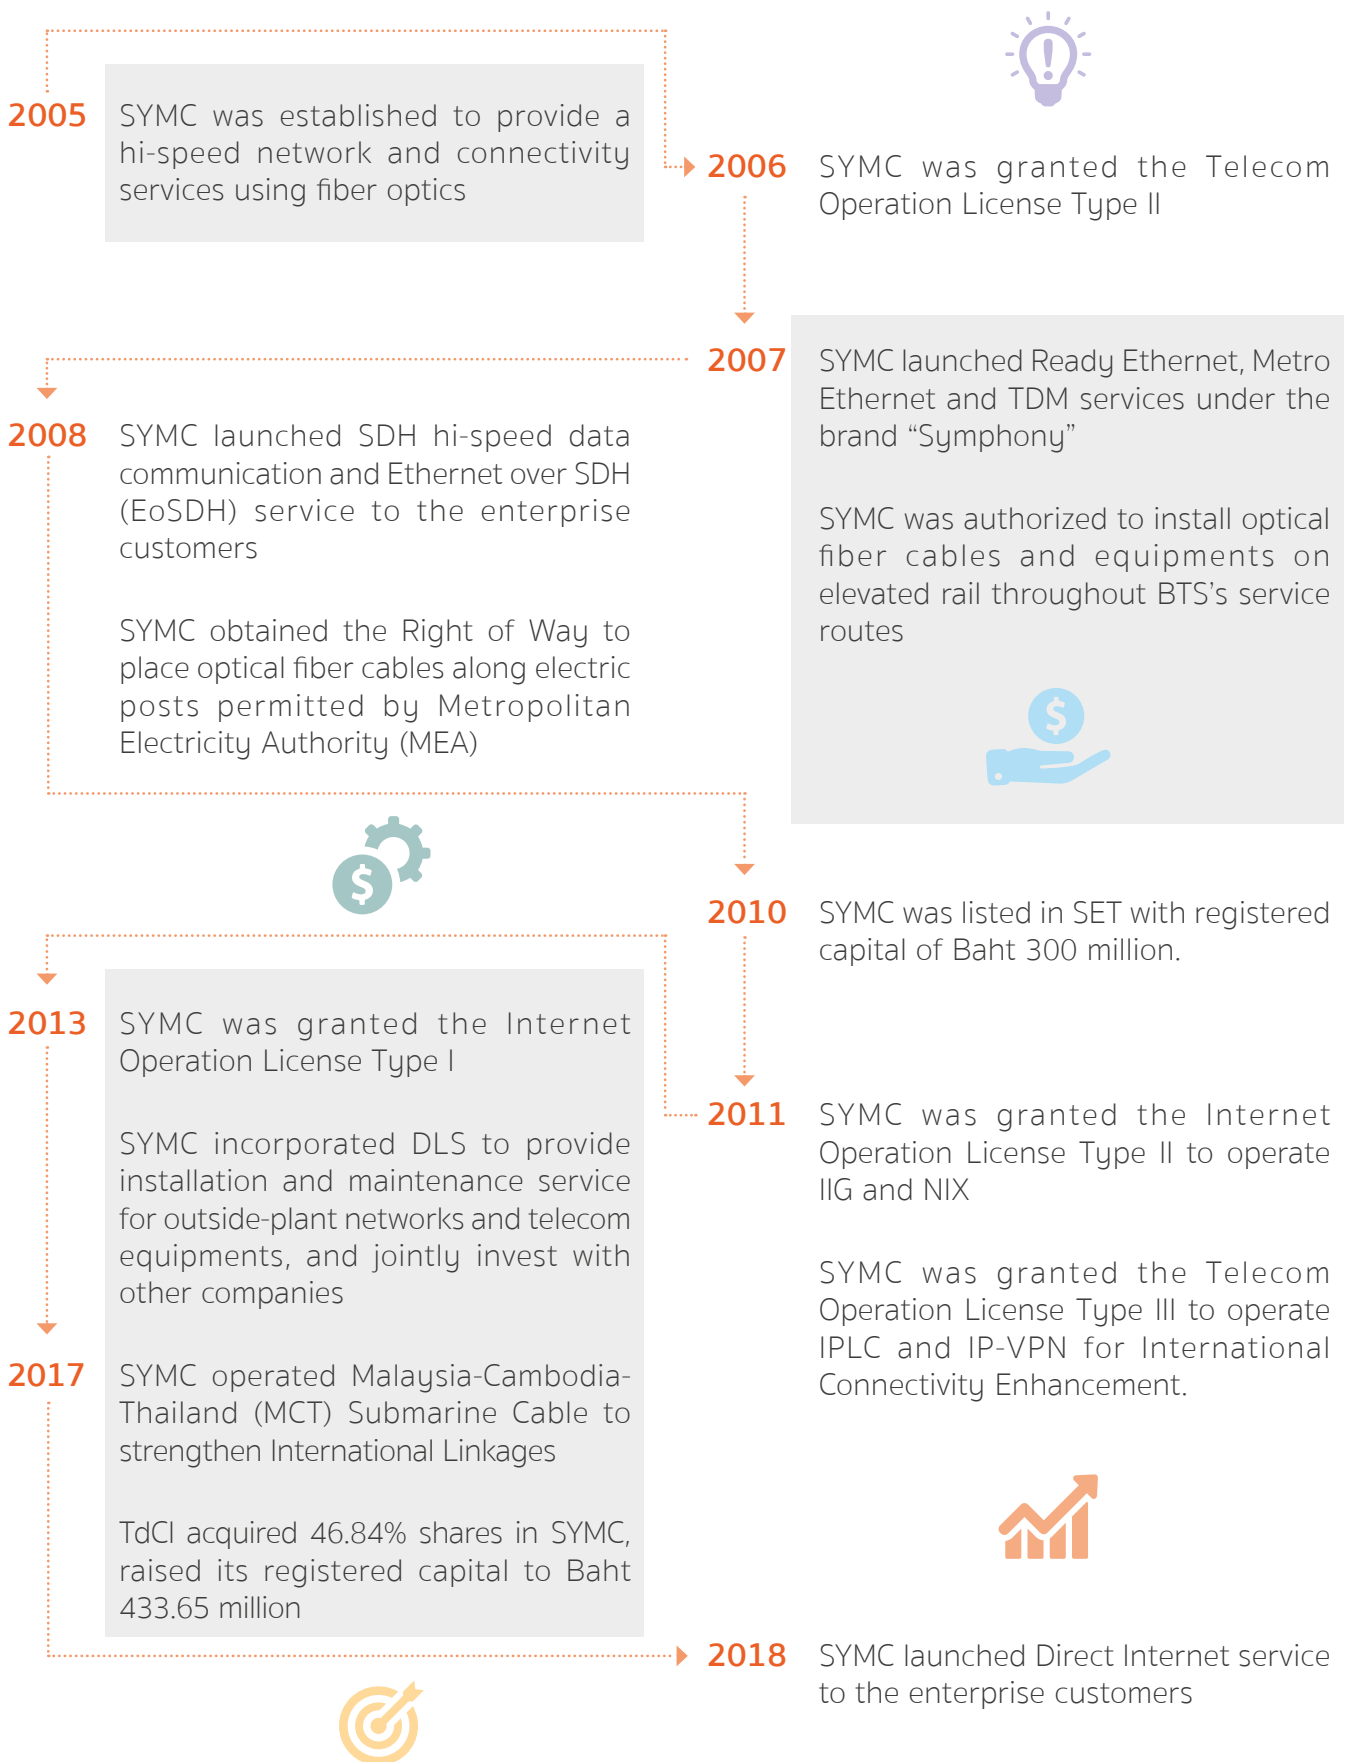 2005
SYMC was established to provide a
hi-speed network and connectivity
services using fiber optics
2006
SYMC was granted the Telecom
Operation License Type II
2007
SYMC launched Ready Ethernet, Metro
Ethernet and TDM services under the
brand “Symphony”
SYMC was authorized to install optical
fiber cables and equipments on
elevated rail throughout BTS’s service
routes
2008
SYMC launched SDH hi-speed data
communication and Ethernet over SDH
(EoSDH) service to the enterprise
customers
SYMC obtained the Right of Way to
place optical fiber cables along electric
posts permitted by Metropolitan
Electricity Authority (MEA)
2010
SYMC was listed in SET with registered
capital of Baht 300 million.
2011
SYMC was granted the Internet
Operation License Type II to operate
IIG and NIX
SYMC was granted the Telecom
Operation License Type III to operate
IPLC and IP-VPN for International
Connectivity Enhancement.
2013
SYMC was granted the Internet
Operation License Type I
SYMC incorporated DLS to provide
installation and maintenance service
for outside-plant networks and telecom
equipments, and jointly invest with
other companies
2017
SYMC operated Malaysia-Cambodia-
Thailand (MCT) Submarine Cable to
strengthen International Linkages
TdCI acquired 46.84% shares in SYMC,
raised its registered capital to Baht
433.65 million
2018
SYMC launched Direct Internet service
to the enterprise customers